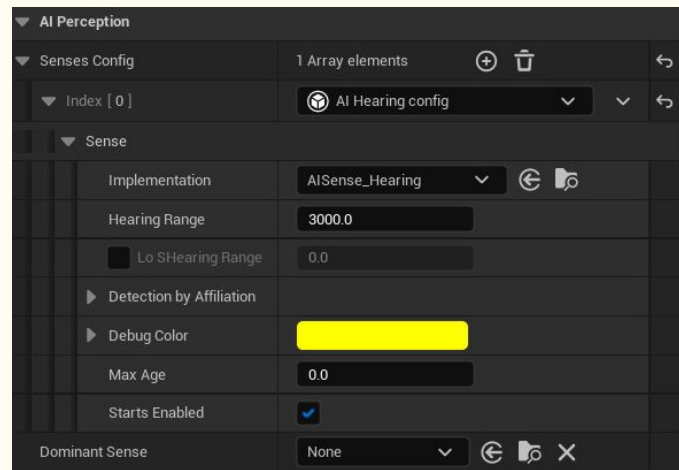 AI Perception
Senses Config 1 Array elements
Index [ 0 ] AI Hearing config
Sense
Implementation AISense_Hearing
Hearing Range 3000.0
Lo SHearing Range 0.0
Detection by Affiliation
Debug Color
Max Age 0.0
Starts Enabled
Dominant Sense None